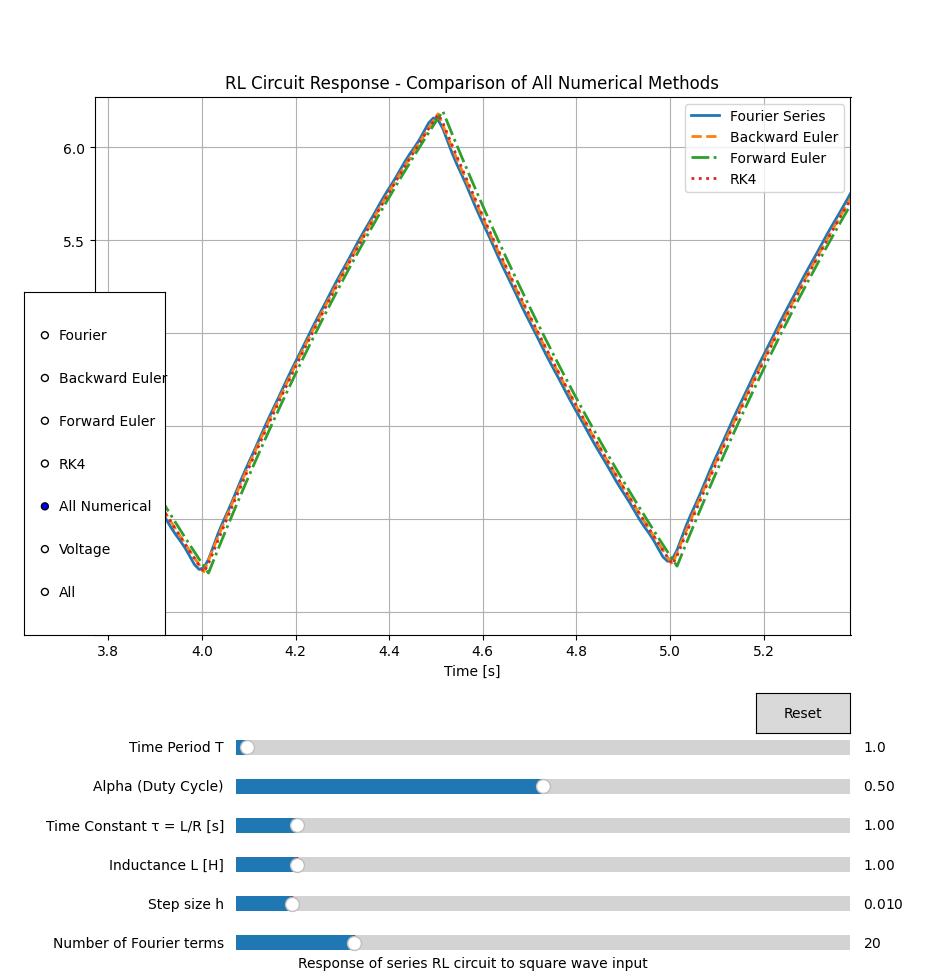 RL Circuit Response - Comparison of All Numerical Methods
Fourier Series
Backward Euler
Forward Euler
RK4
6.0
5.5
Fourier
Backward Euler
Forward Euler
RK4
All Numerical
Voltage
All
3.8 4.0 4.2 4.4 4.6 4.8 5.0 5.2
Time [s]
Reset
Time Period T 1.0
Alpha (Duty Cycle) 0.50
Time Constant τ = L/R [s] 1.00
Inductance L [H] 1.00
Step size h 0.010
Number of Fourier terms 20
Response of series RL circuit to square wave input